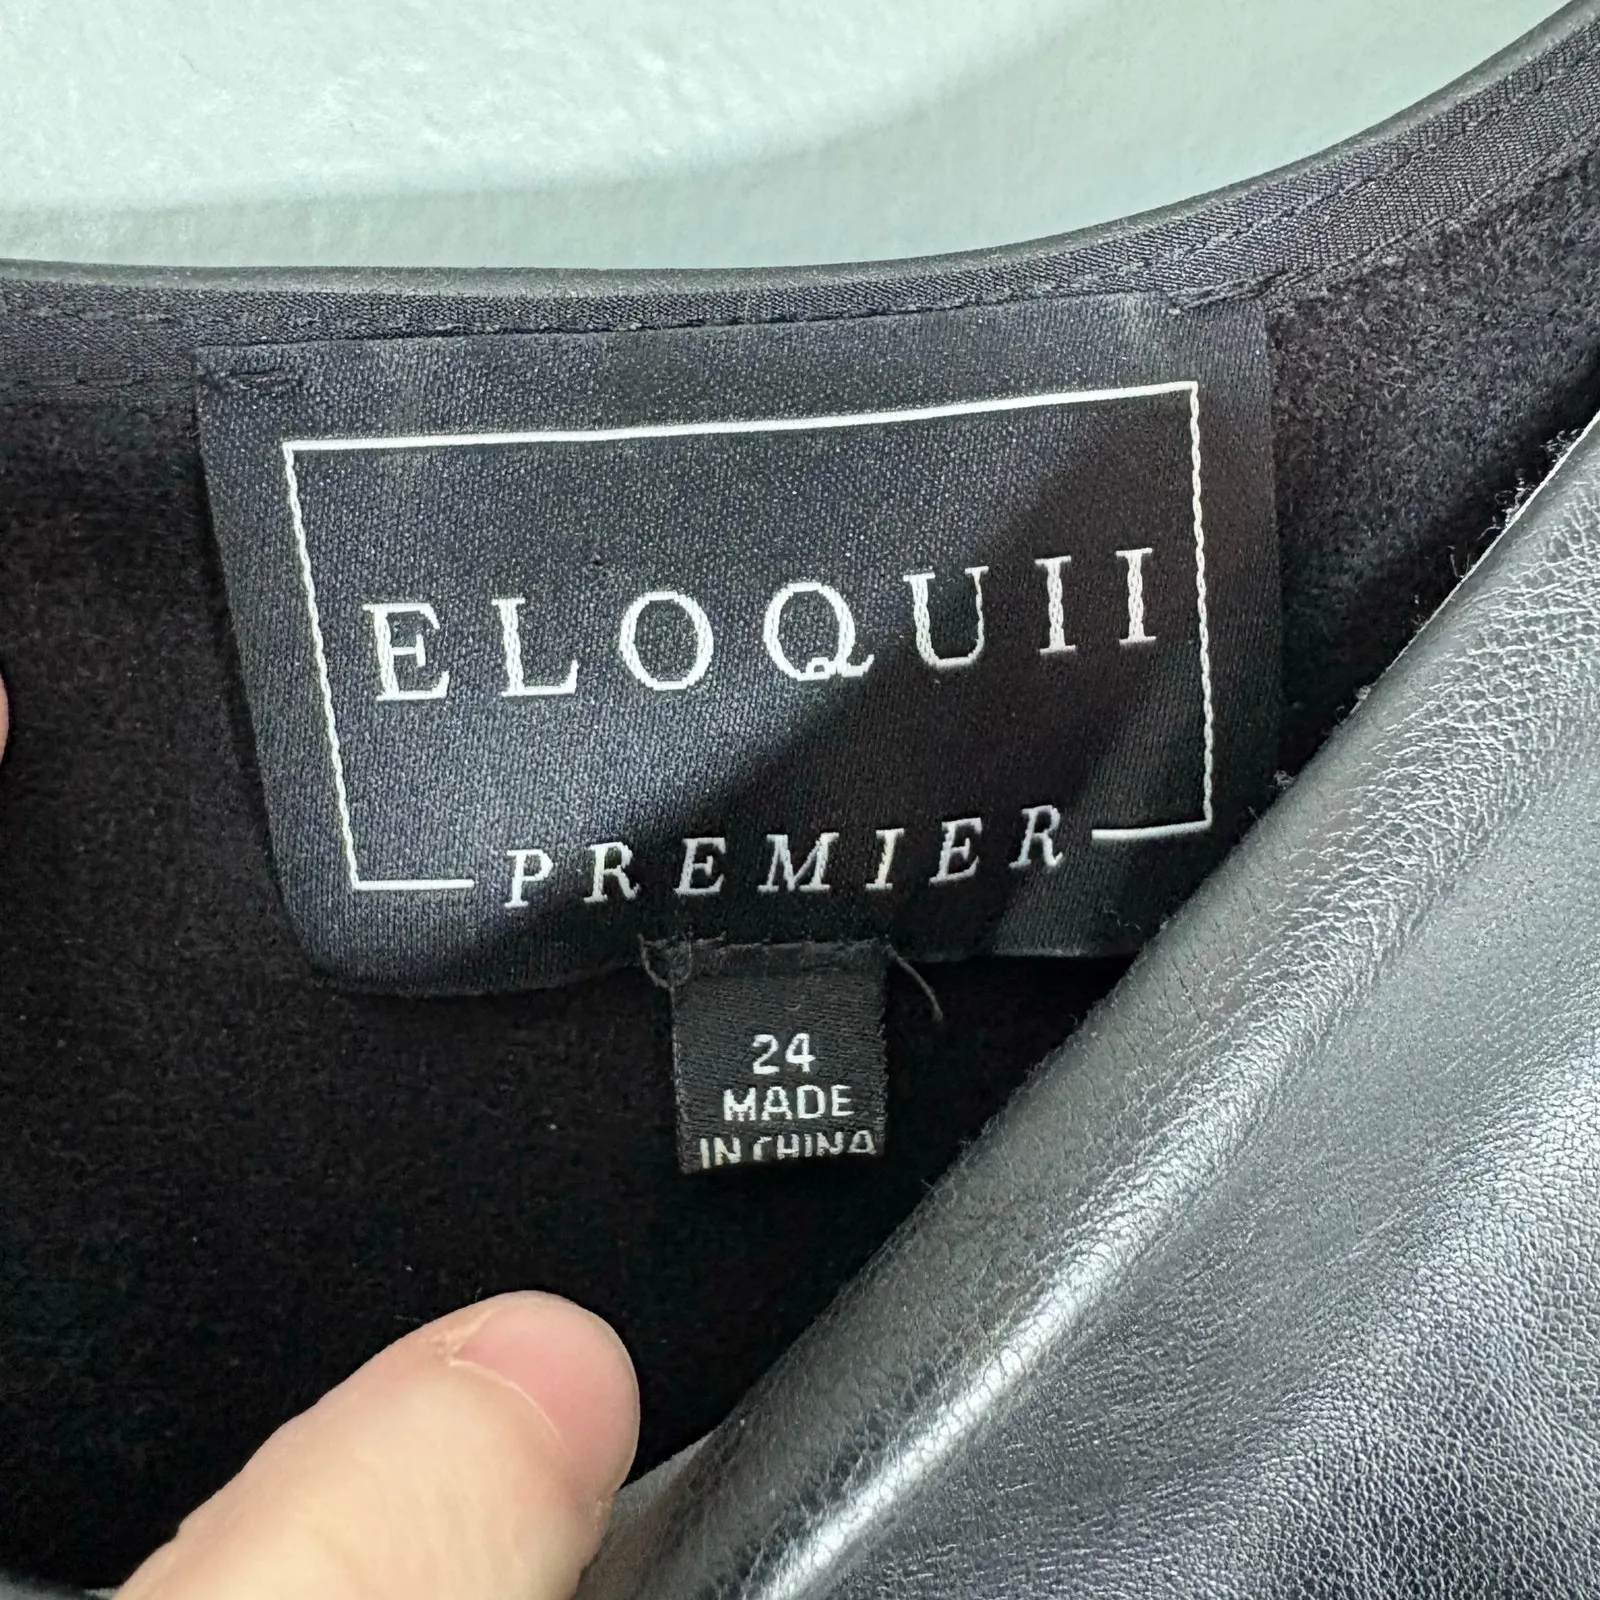 ELOQUII
PREMIER
24
MADE
IN CHINA